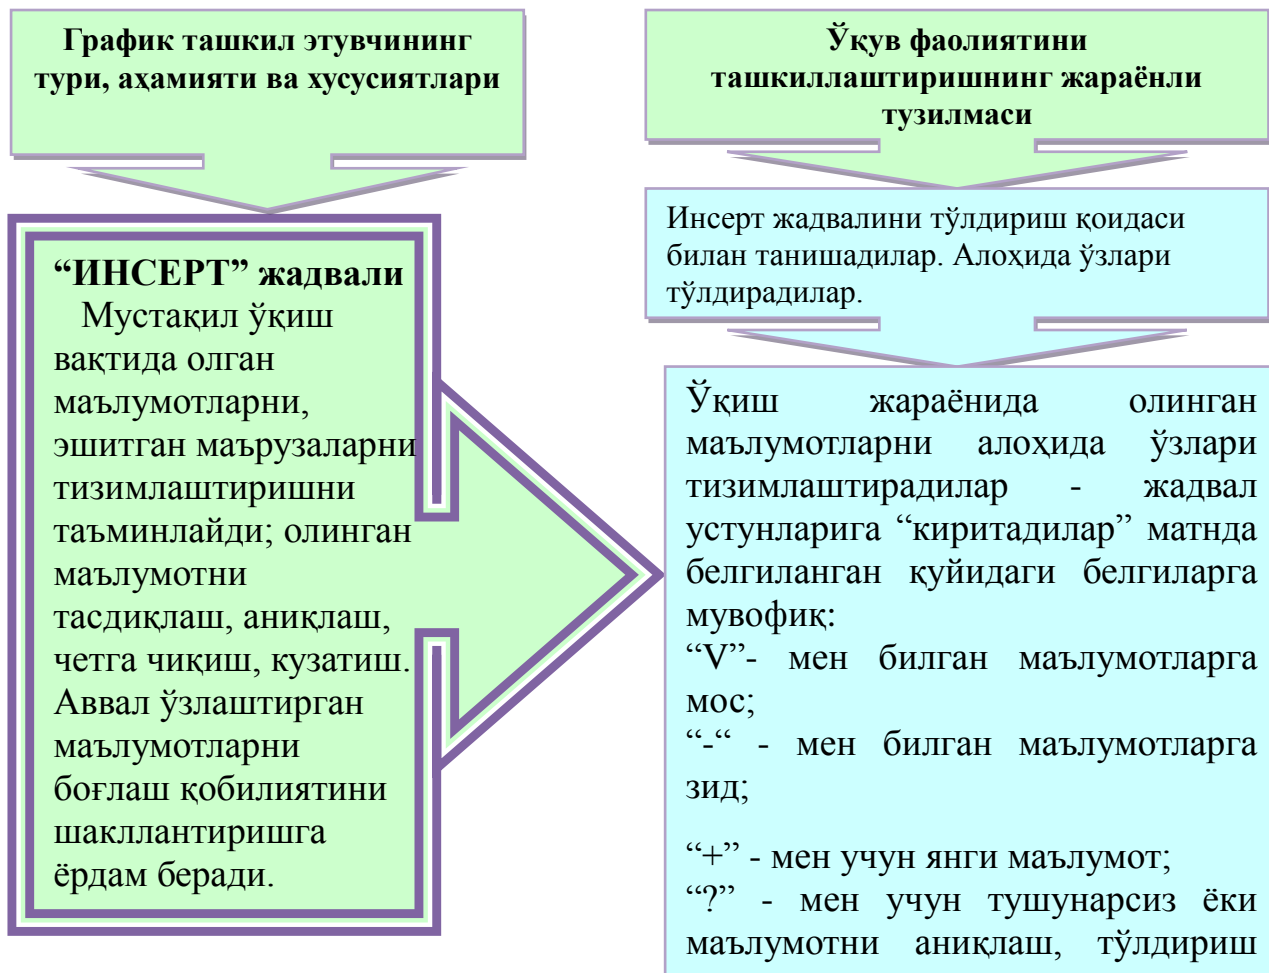 График ташкил этувчининг
тури, аҳамияти ва хусусиятлари
“ИНСЕРТ” жадвали
Мустақил ўқиш
вақтида олган
маълумотларни,
эшитган маърузаларни
тизимлаштиришни
таъминлайди; олинган
маълумотни
тасдиқлаш, аниқлаш,
четга чиқиш, кузатиш.
Аввал ўзлаштирган
маълумотларни
боғлаш қобилиятини
шакллантиришга
ёрдам беради.
Ўқув фаолиятини
ташкиллаштиришнинг жараёнли
тузилмаси
Инсерт жадвалини тўлдириш қоидаси
билан танишадилар. Алоҳида ўзлари
тўлдирадилар.
Ўқиш жараёнида олинган
маълумотларни алоҳида ўзлари
тизимлаштирадилар - жадвал
устунларига “киритадилар” матнда
белгиланган қуйидаги белгиларга
мувофиқ:
“V”- мен билган маълумотларга
мос;
“-“ - мен билган маълумотларга
зид;
“+” - мен учун янги маълумот;
“?” - мен учун тушунарсиз ёки
маълумотни аниқлаш, тўлдириш